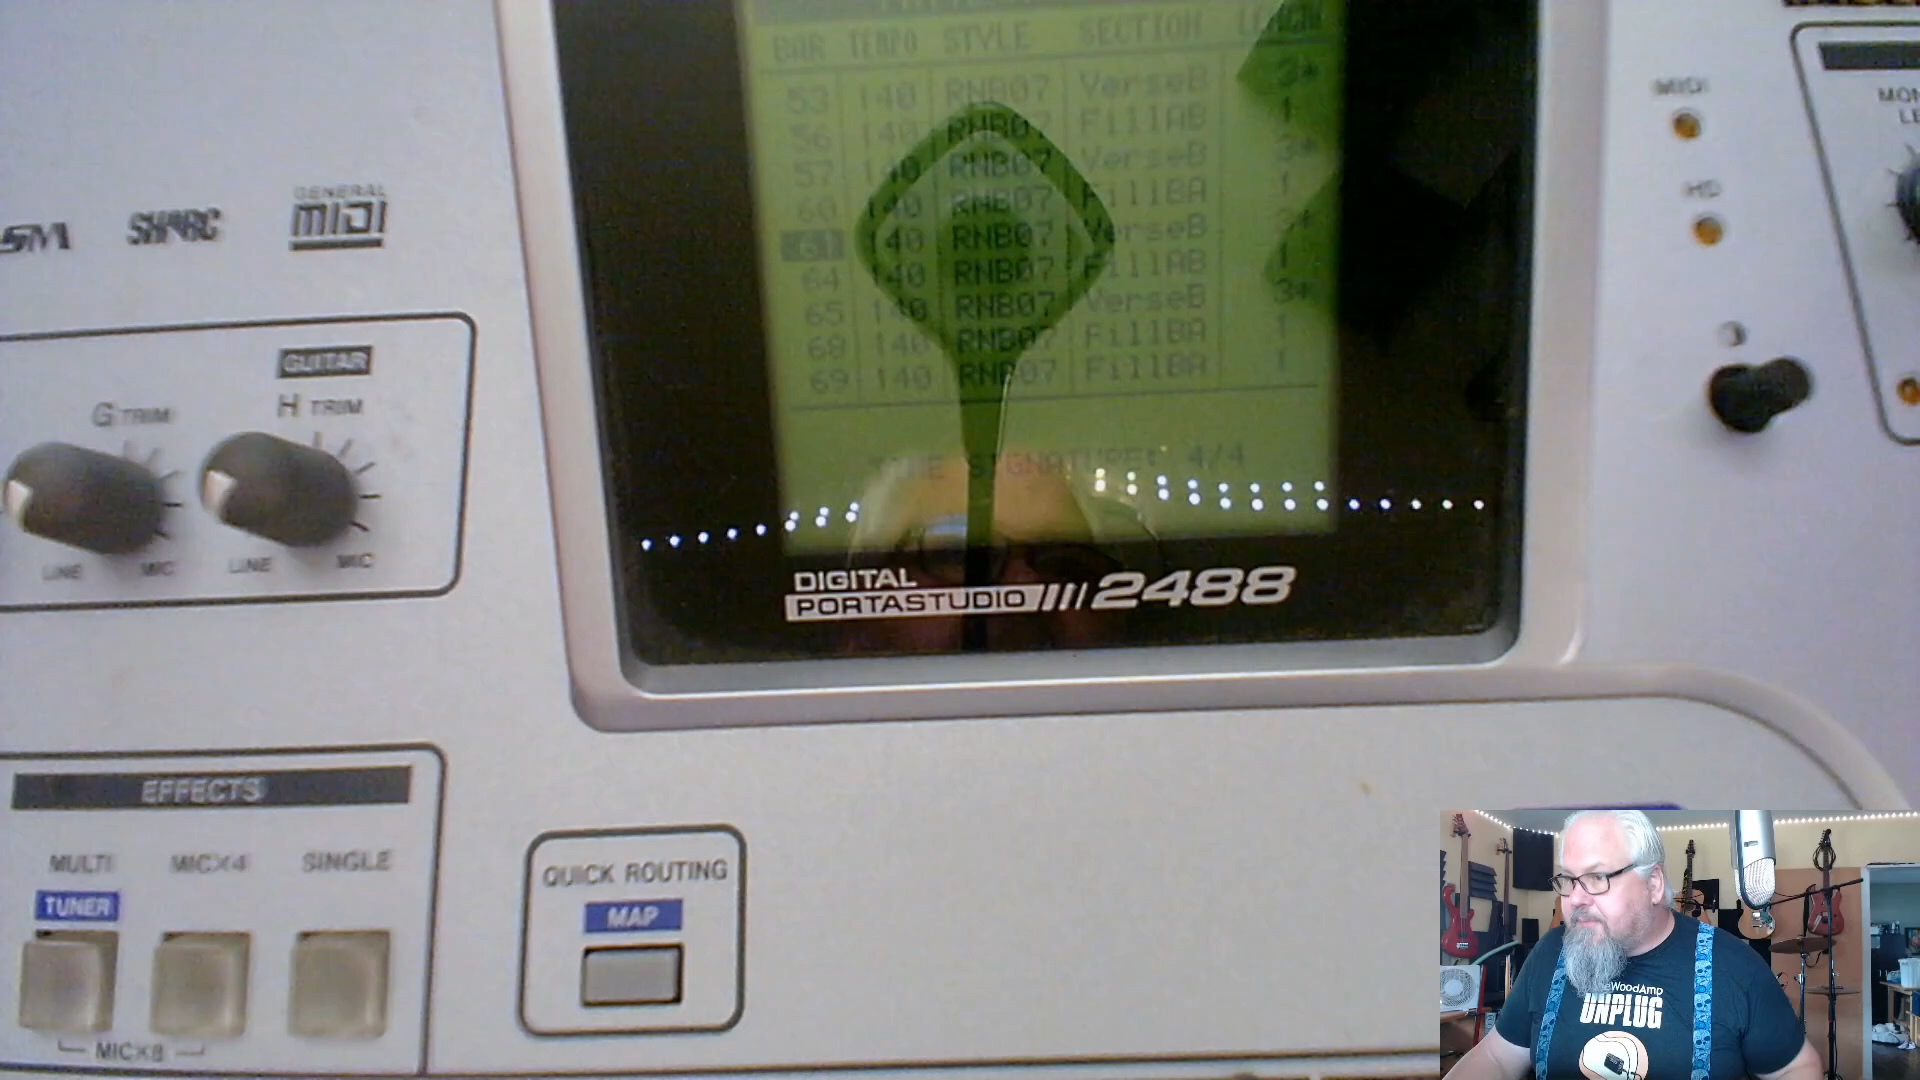 BAR TEMPO STYLE SECTION LENGTH
53 140 RNB07 VerseB 3*
56 140 RNB07 FillAB 1
57 140 RNB07 VerseB 3*
60 140 RNB07 FillBA 1
61 140 RNB07 VerseB 3*
64 140 RNB07 FillAB 1
65 140 RNB07 VerseB 3*
68 140 RNB07 FillBA 1
69 140 RNB07 FillBA 1
TIME SIGNATURE: 4/4
DIGITAL
PORTASTUDIO 2488
SHARC
GENERAL
MIDI
MIDI
HD
GUITAR
G TRIM
H TRIM
LINE MIC
LINE MIC
EFFECTS
MULTI MICX4 SINGLE
TUNER
MICX8
QUICK ROUTING
MAP
WoodAmp
UNPLUG